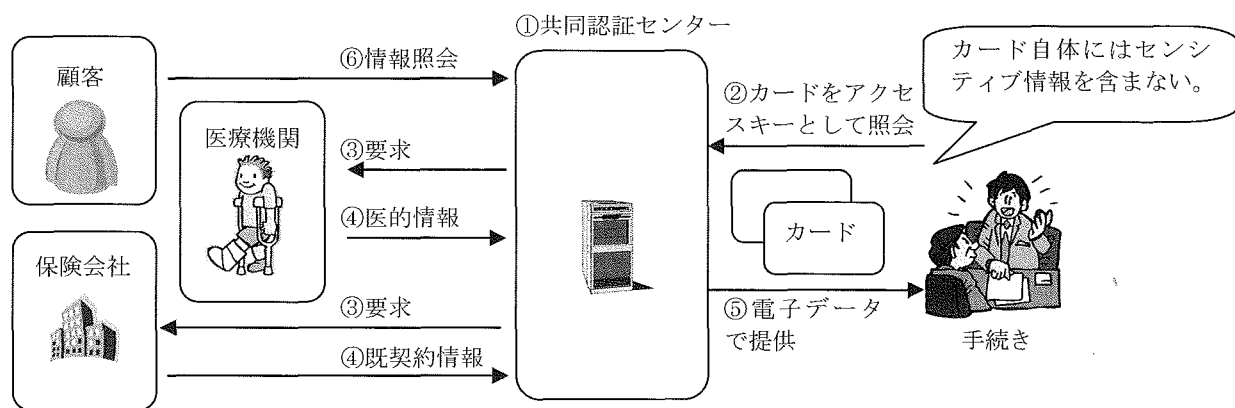 ①共同認証センター
カード自体にはセンシ
ティブ情報を含まない。
顧客
⑥情報照会
②カードをアクセ
スキーとして照会
医療機関
③要求
④医的情報
カード
保険会社
③要求
④既契約情報
⑤電子データ
で提供
手続き